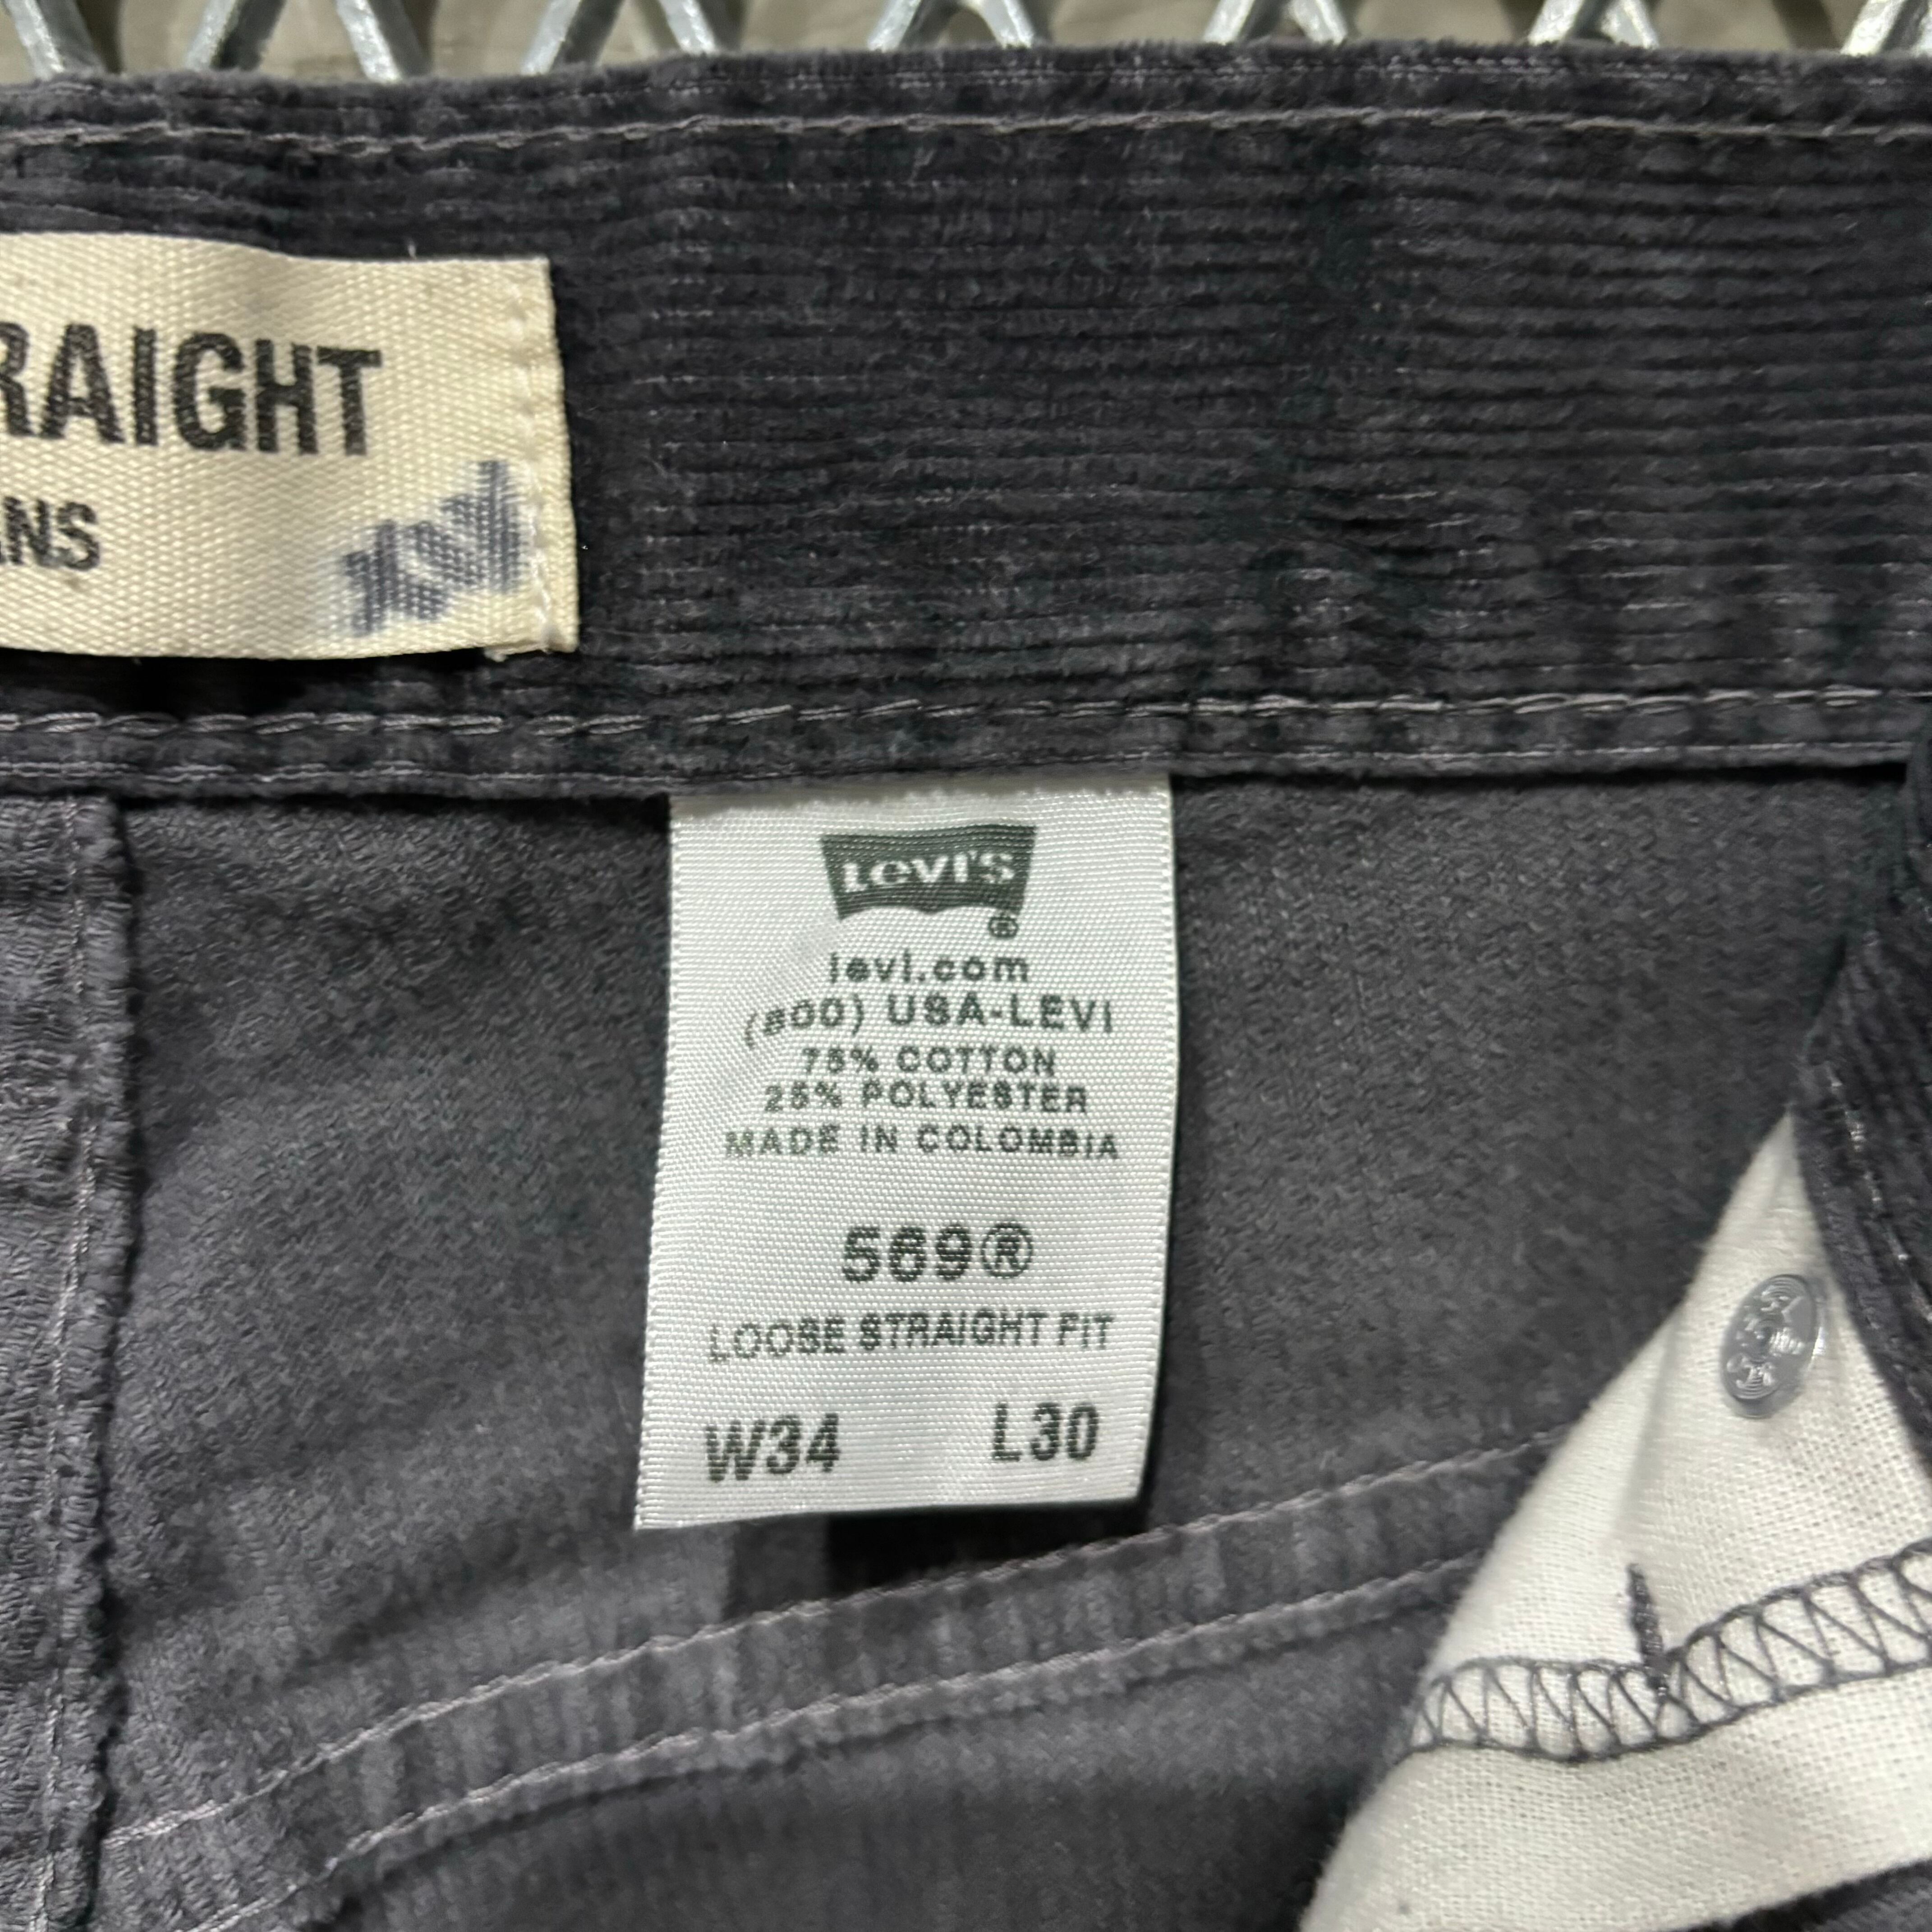 RAIGHT
ANS
Levi's
®
levi.com
(800) USA-LEVI
75% COTTON
25% POLYESTER
MADE IN COLOMBIA
569®
LOOSE STRAIGHT FIT
W34 L30